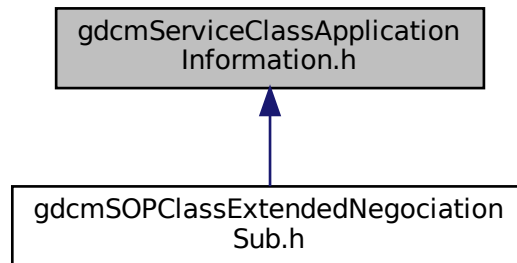 gdcmServiceClassApplication
Information.h
gdcmSOPClassExtendedNegociation
Sub.h